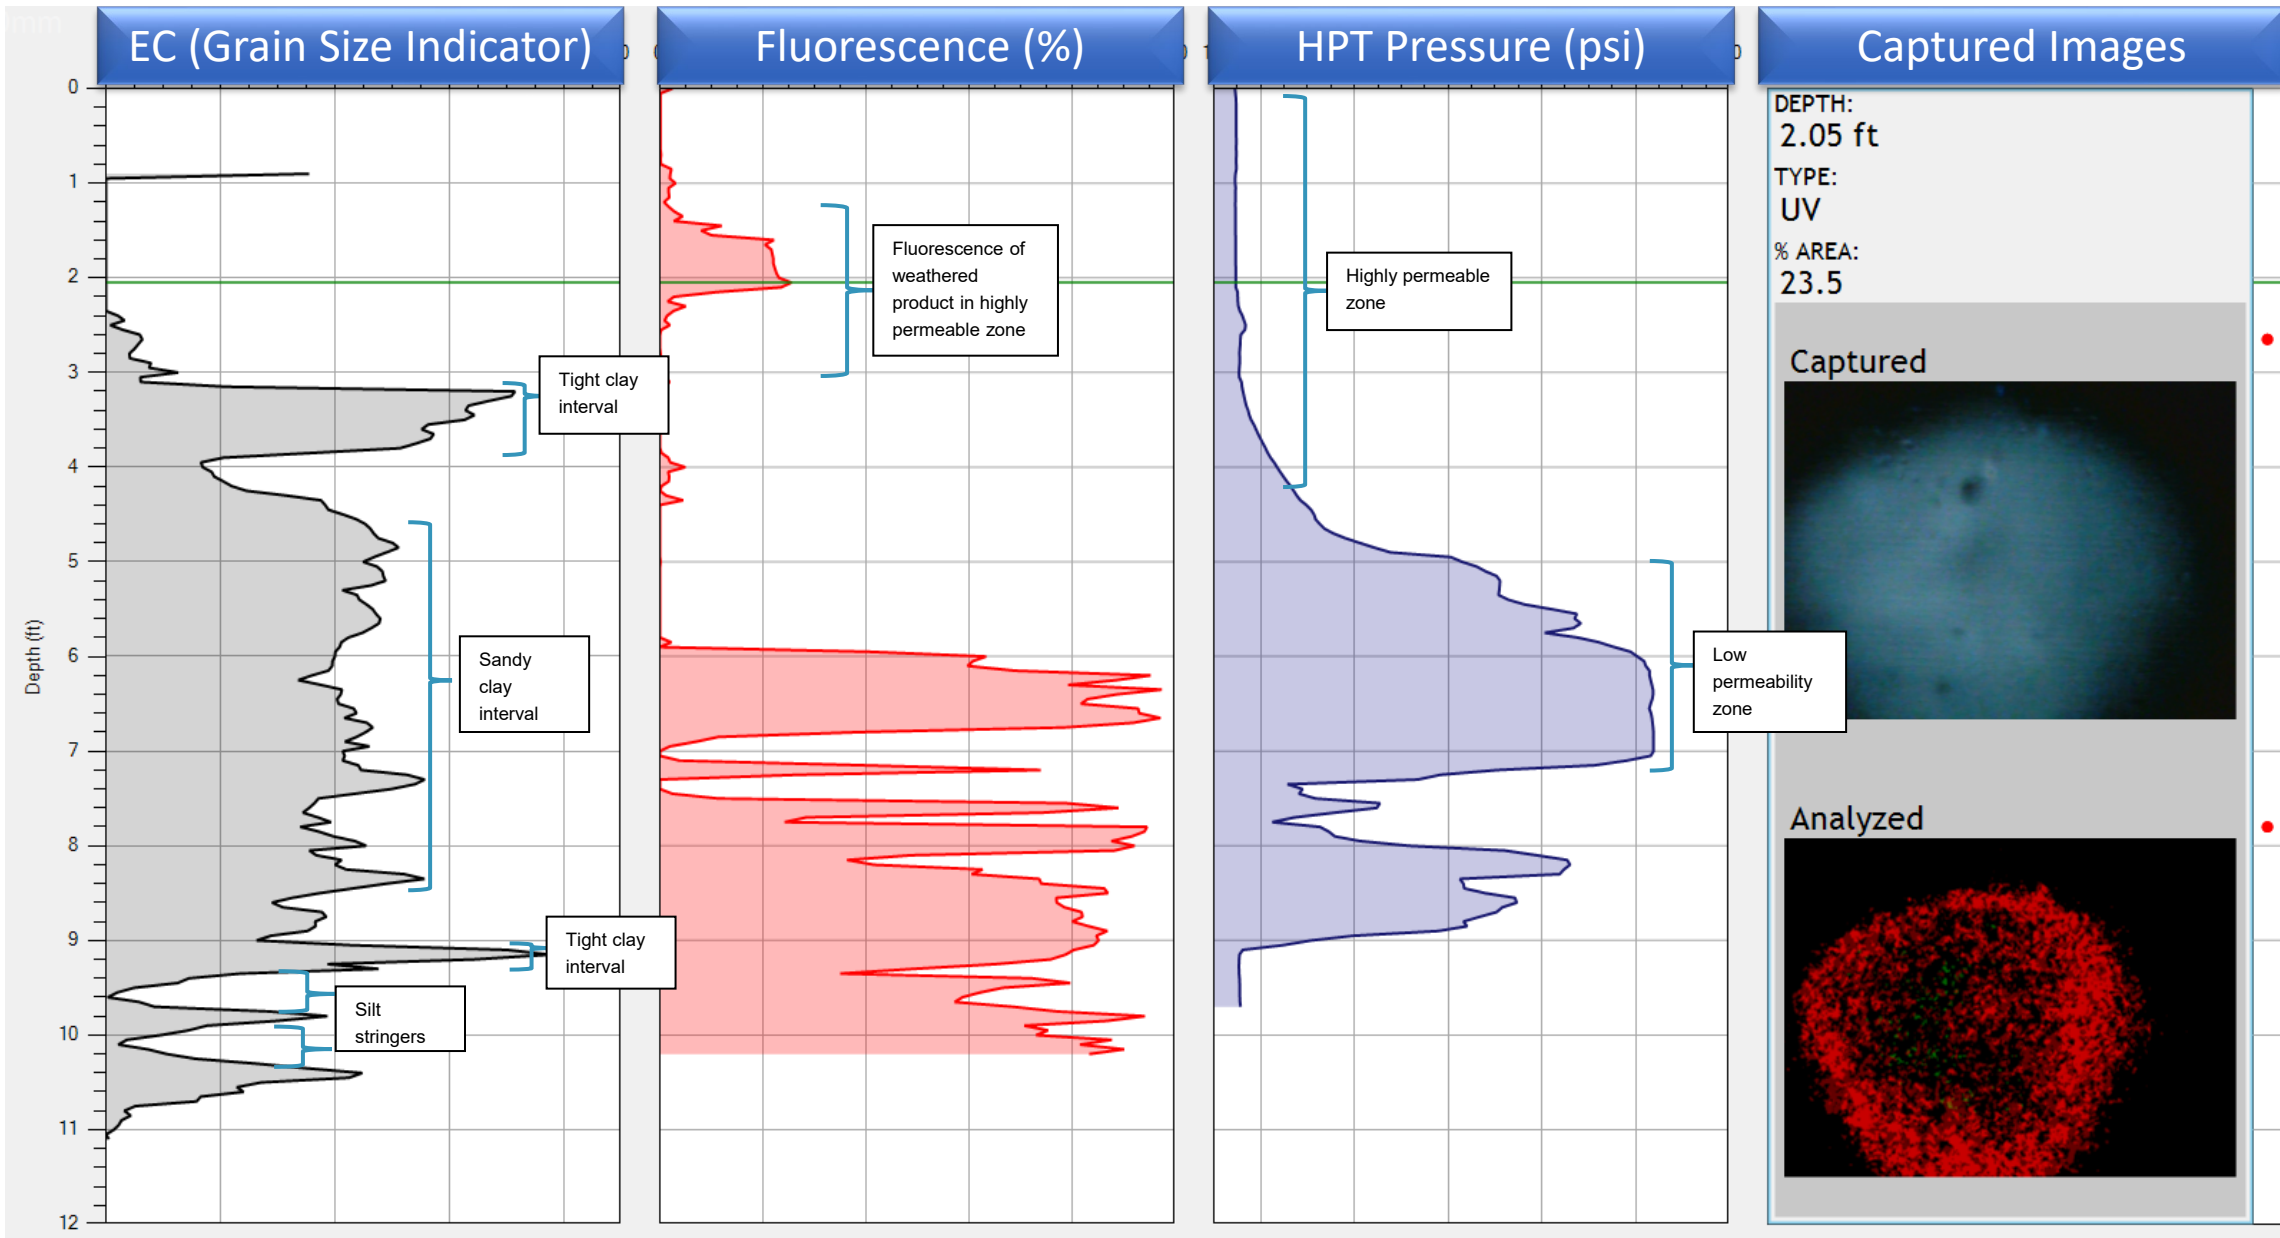 mm
EC (Grain Size Indicator)
Fluorescence (%)
HPT Pressure (psi)
Captured Images
0
1
2
3
4
5
6
7
8
9
10
11
12
Depth (ft)
Tight clay
interval
Sandy
clay
interval
Tight clay
interval
Silt
stringers
Fluorescence of
weathered
product in highly
permeable zone
Highly permeable
zone
Low
permeability
zone
DEPTH:
2.05 ft
TYPE:
UV
% AREA:
23.5
Captured
Analyzed